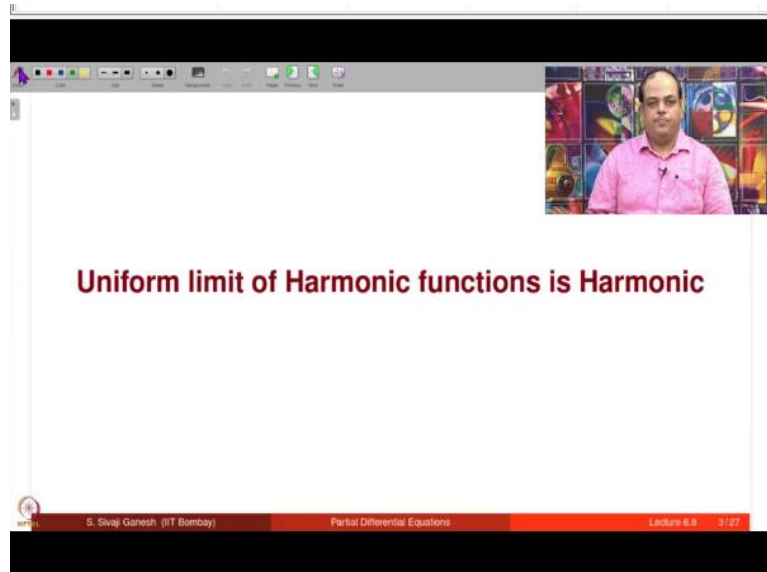 Uniform limit of Harmonic functions is Harmonic
S. Sivaji Ganesh (IIT Bombay) Partial Differential Equations Lecture 6.8 3/27